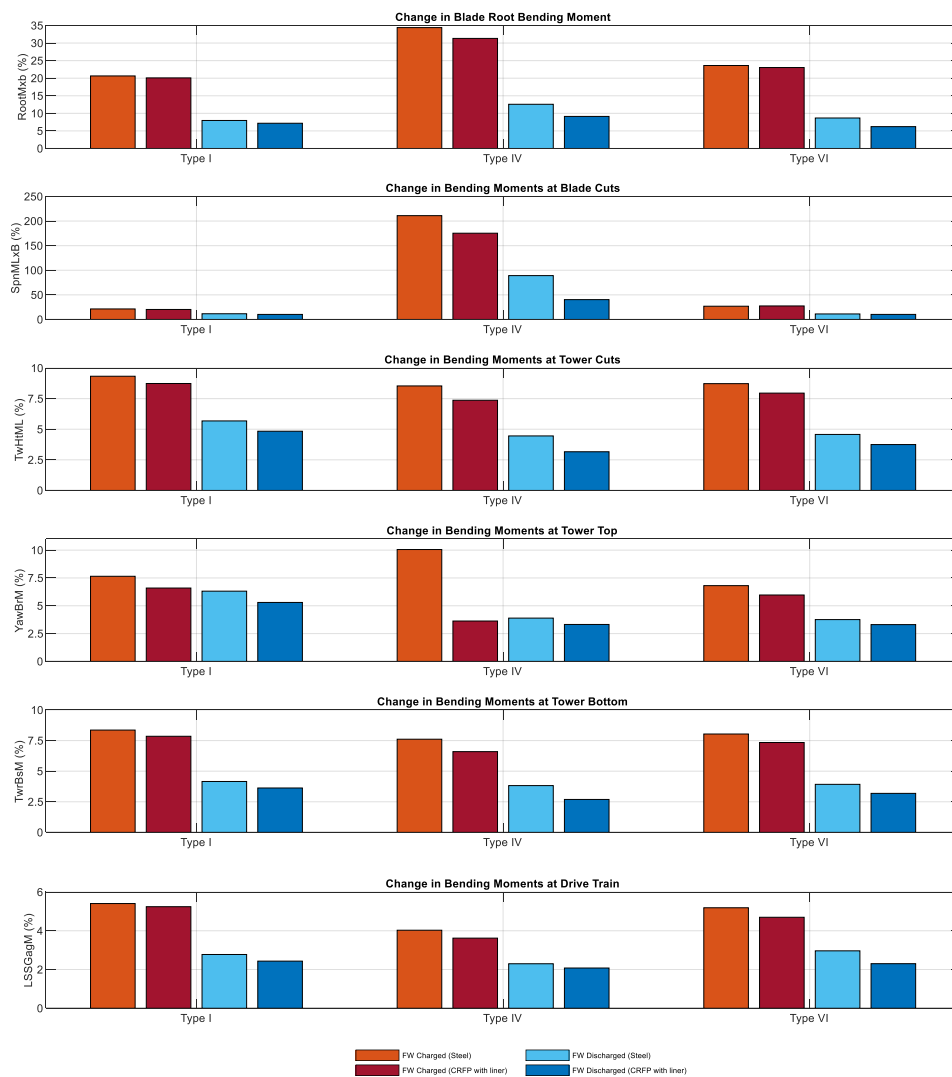 Change in Blade Root Bending Moment
RootMxb (%)
35
30
25
20
15
10
5
0
Type I
Type IV
Type VI
Change in Bending Moments at Blade Cuts
SpnMLxB (%)
250
200
150
100
50
0
Type I
Type IV
Type VI
Change in Bending Moments at Tower Cuts
TwHtML (%)
10
7.5
5
2.5
0
Type I
Type IV
Type VI
Change in Bending Moments at Tower Top
YawBrM (%)
10
7.5
5
2.5
0
Type I
Type IV
Type VI
Change in Bending Moments at Tower Bottom
TwrBsM (%)
10
7.5
5
2.5
0
Type I
Type IV
Type VI
Change in Bending Moments at Drive Train
LSSGagM (%)
6
4
2
0
Type I
Type IV
Type VI
FW Charged (Steel)
FW Discharged (Steel)
FW Charged (CRFP with liner)
FW Discharged (CRFP with liner)